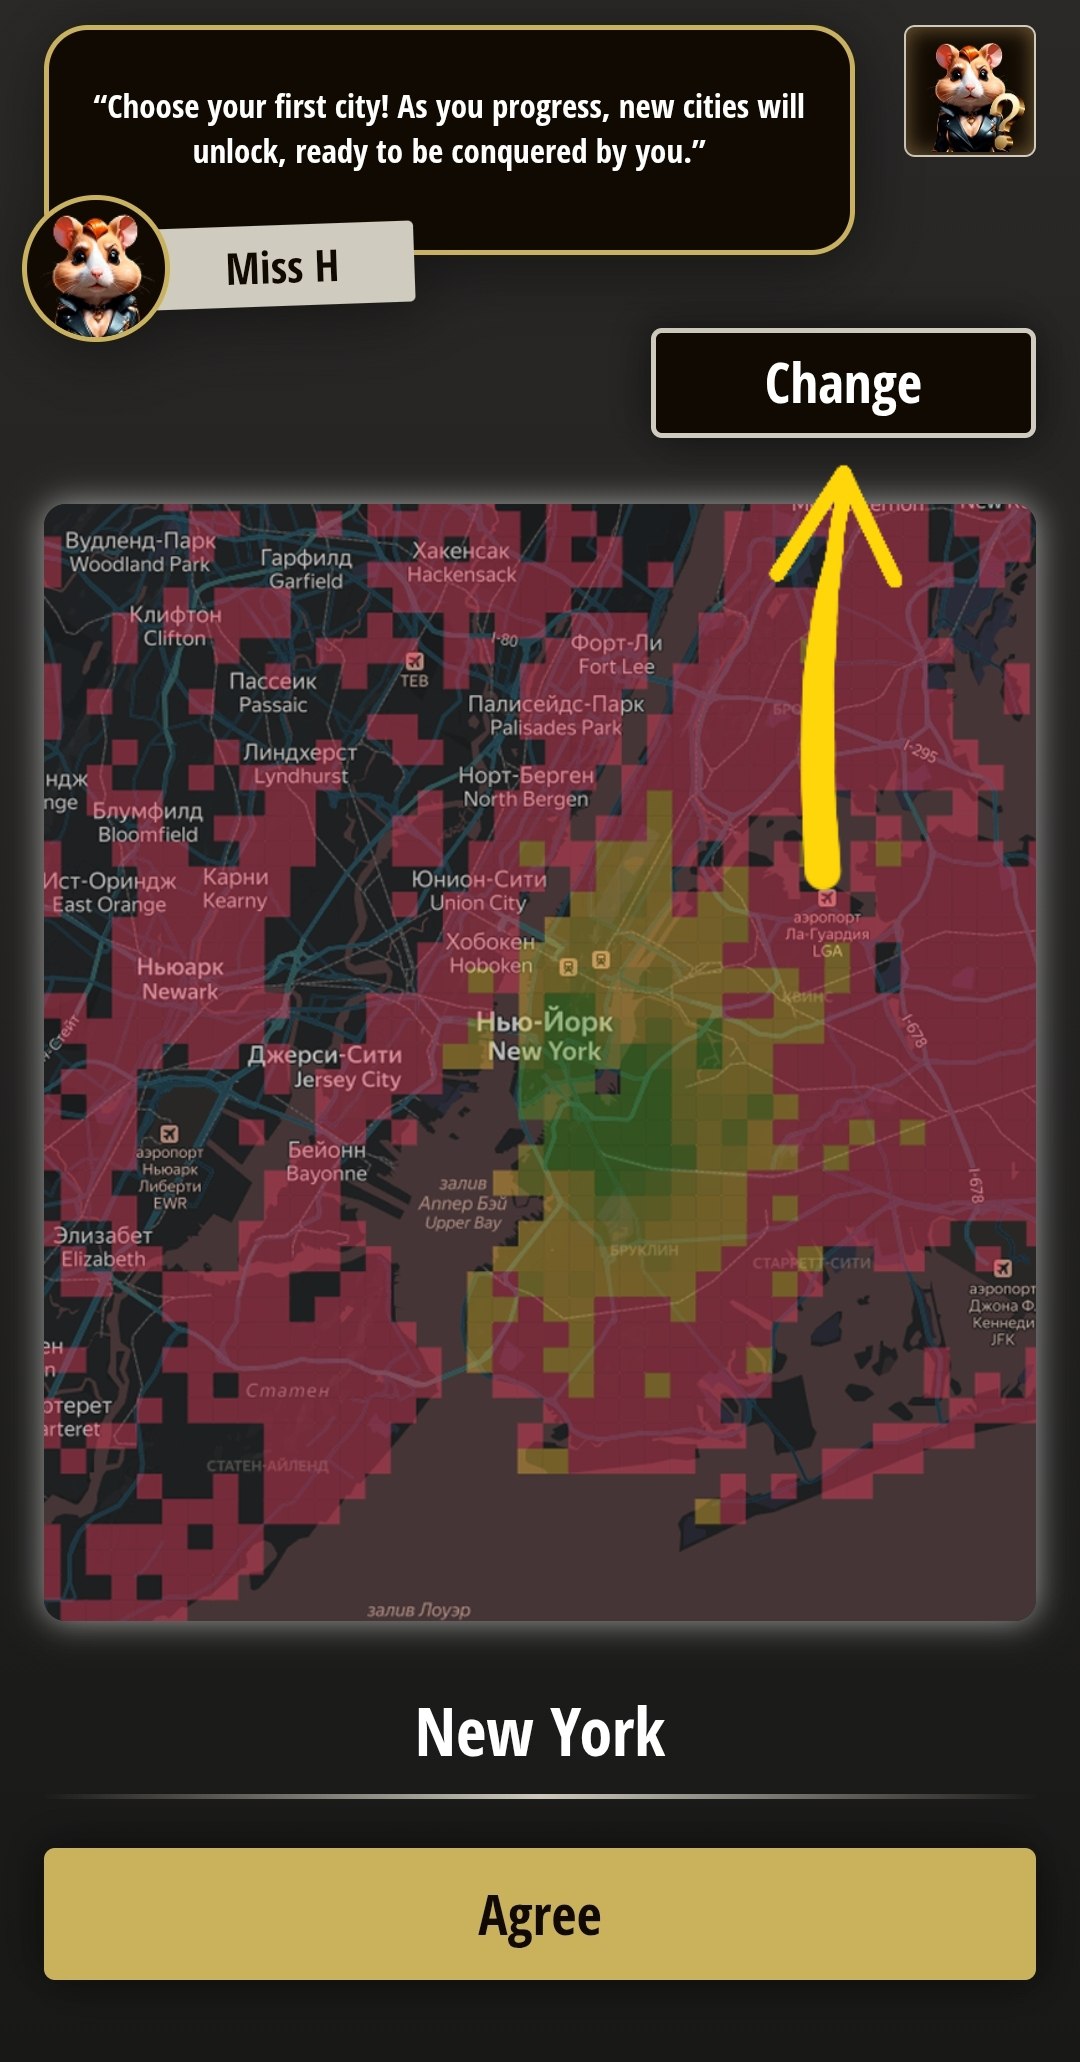 “Choose your first city! As you progress, new cities will
unlock, ready to be conquered by you.”
Miss H
Change
Вудленд-Парк
Woodland Park
Гарфилд
Garfield
Хакенсак
Hackensack
Клифтон
Clifton
I-80
Форт-Ли
Fort Lee
TEB
Пассеик
Passaic
Палисейдс-Парк
Palisades Park
I-295
Линдхерст
Lyndhurst
Норт-Берген
North Bergen
ндж
nge
Блумфилд
Bloomfield
Ист-Ориндж
East Orange
Карни
Kearny
Юнион-Сити
Union City
аэропорт
Ла-Гуардия
LGA
Хобокен
Hoboken
Ньюарк
Newark
КВИНС
Нью-Йорк
New York
I-678
Джерси-Сити
Jersey City
аэропорт
Ньюарк
Либерти
EWR
Бейонн
Bayonne
залив
Аппер Бэй
Upper Bay
I-678
Элизабет
Elizabeth
БРУКЛИН
СТАРРЕТТ-СИТИ
аэропорт
Джона Ф.
Кеннеди
JFK
ен
n
Статен
ртерет
arteret
СТАТЕН-АЙЛЕНД
залив Лоуэр
New York
Agree